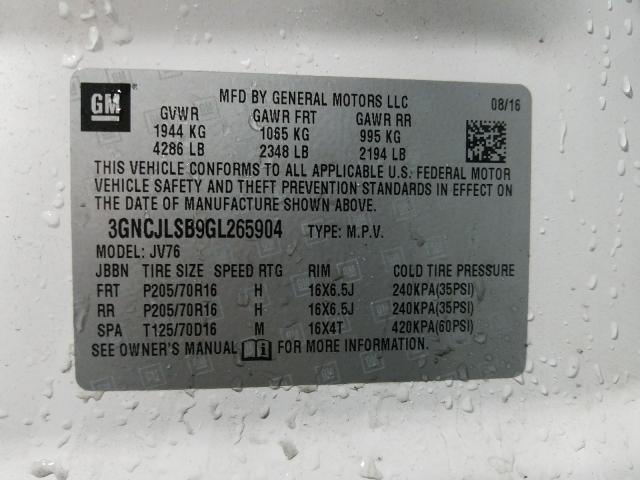 GM
MFD BY GENERAL MOTORS LLC 08/16
GVWR GAWR FRT GAWR RR
1944 KG 1065 KG 995 KG
4286 LB 2348 LB 2194 LB
THIS VEHICLE CONFORMS TO ALL APPLICABLE U.S. FEDERAL MOTOR
VEHICLE SAFETY AND THEFT PREVENTION STANDARDS IN EFFECT ON
THE DATE OF MANUFACTURE SHOWN ABOVE.
3GNCJLSB9GL265904 TYPE: M.P.V.
MODEL: JV76
JBBN TIRE SIZE SPEED RTG RIM COLD TIRE PRESSURE
FRT P205/70R16 H 16X6.5J 240KPA(35PSI)
RR P205/70R16 H 16X6.5J 240KPA(35PSI)
SPA T125/70D16 M 16X4T 420KPA(60PSI)
SEE OWNER'S MANUAL FOR MORE INFORMATION.